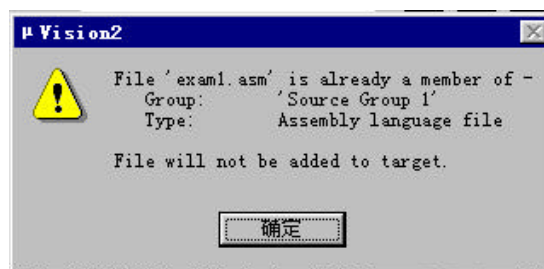 μVision2
File 'exam1.asm' is already a member of -
Group: 'Source Group 1'
Type: Assembly language file
File will not be added to target.
确定